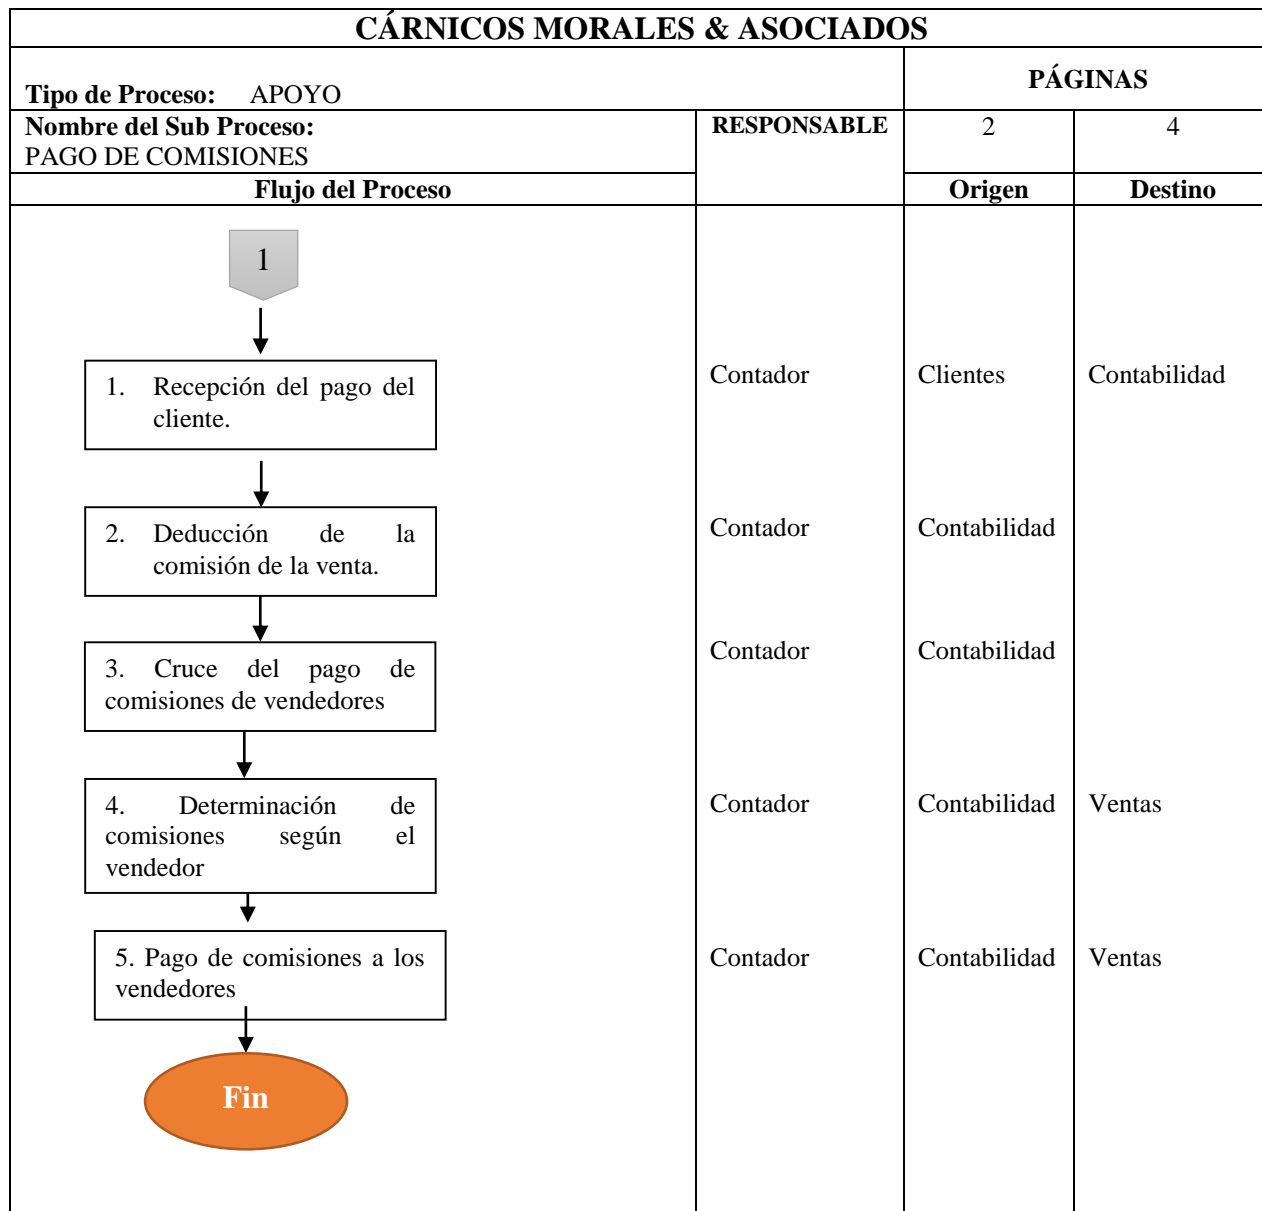 CÁRNICOS MORALES & ASOCIADOS
Tipo de Proceso: APOYO
PÁGINAS
Nombre del Sub Proceso:
PAGO DE COMISIONES
RESPONSABLE
2
4
Flujo del Proceso
Origen
Destino
1
1. Recepción del pago del
cliente.
Contador
Clientes
Contabilidad
2. Deducción de la
comisión de la venta.
Contador
Contabilidad
3. Cruce del pago de
comisiones de vendedores
Contador
Contabilidad
4. Determinación de
comisiones según el
vendedor
Contador
Contabilidad
Ventas
5. Pago de comisiones a los
vendedores
Contador
Contabilidad
Ventas
Fin